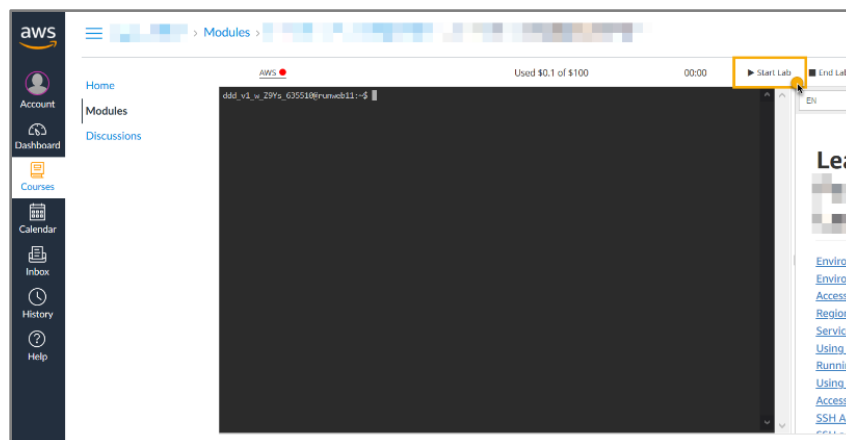 aws
› Modules ›
AWS
Used $0.1 of $100
00:00
Start Lab
End Lab
Account
Dashboard
Courses
Calendar
Inbox
History
Help
Home
Modules
Discussions
ddd_v1_w_Z9Ys_635510@runweb11:~$
EN
Lea
Enviro
Enviro
Access
Region
Servic
Using
Runni
Using
Access
SSH A